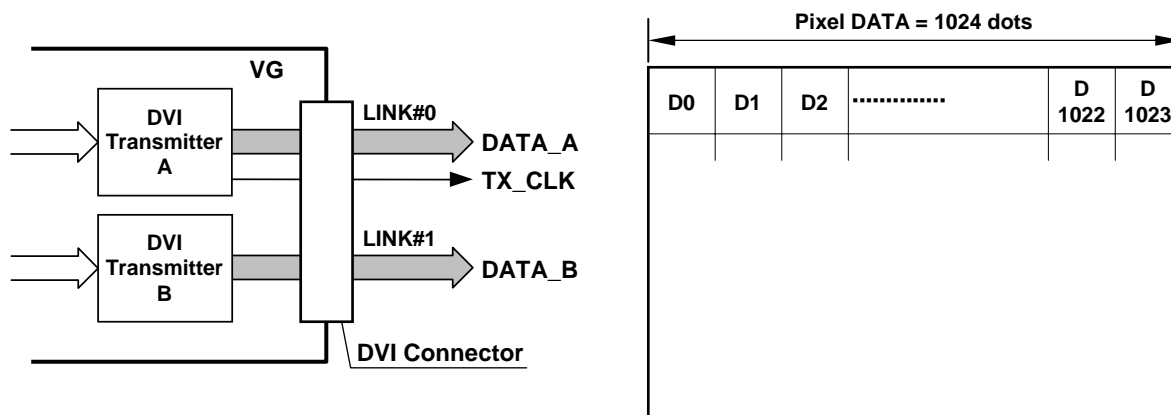 VG
DVI
Transmitter
A
LINK#0
DATA_A
TX_CLK
DVI
Transmitter
B
LINK#1
DATA_B
DVI Connector
Pixel DATA = 1024 dots
D0 D1 D2 .............. D D
1022 1023